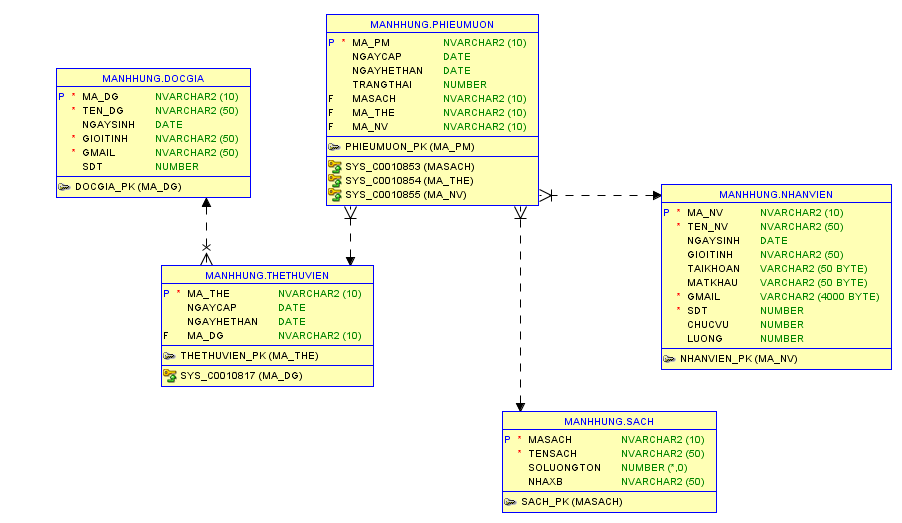 MANHHUNG.PHIEUMUON
P * MA_PM NVARCHAR2 (10)
NGAYCAP DATE
NGAYHETHAN DATE
TRANGTHAI NUMBER
F MASACH NVARCHAR2 (10)
F MA_THE NVARCHAR2 (10)
F MA_NV NVARCHAR2 (10)
PHIEUMUON_PK (MA_PM)
SYS_C0010853 (MASACH)
SYS_C0010854 (MA_THE)
SYS_C0010855 (MA_NV)
MANHHUNG.DOCGIA
P * MA_DG NVARCHAR2 (10)
* TEN_DG NVARCHAR2 (50)
NGAYSINH DATE
* GIOITINH NVARCHAR2 (50)
* GMAIL NVARCHAR2 (50)
SDT NUMBER
DOCGIA_PK (MA_DG)
MANHHUNG.NHANVIEN
P * MA_NV NVARCHAR2 (10)
* TEN_NV NVARCHAR2 (50)
NGAYSINH DATE
GIOITINH NVARCHAR2 (50)
TAIKHOAN VARCHAR2 (50 BYTE)
MATKHAU VARCHAR2 (50 BYTE)
* GMAIL VARCHAR2 (4000 BYTE)
* SDT NUMBER
CHUCVU NUMBER
LUONG NUMBER
NHANVIEN_PK (MA_NV)
MANHHUNG.THETHUVIEN
P * MA_THE NVARCHAR2 (10)
NGAYCAP DATE
NGAYHETHAN DATE
F MA_DG NVARCHAR2 (10)
THETHUVIEN_PK (MA_THE)
SYS_C0010817 (MA_DG)
MANHHUNG.SACH
P * MASACH NVARCHAR2 (10)
* TENSACH NVARCHAR2 (50)
SOLUONGTON NUMBER (*,0)
NHAXB NVARCHAR2 (50)
SACH_PK (MASACH)